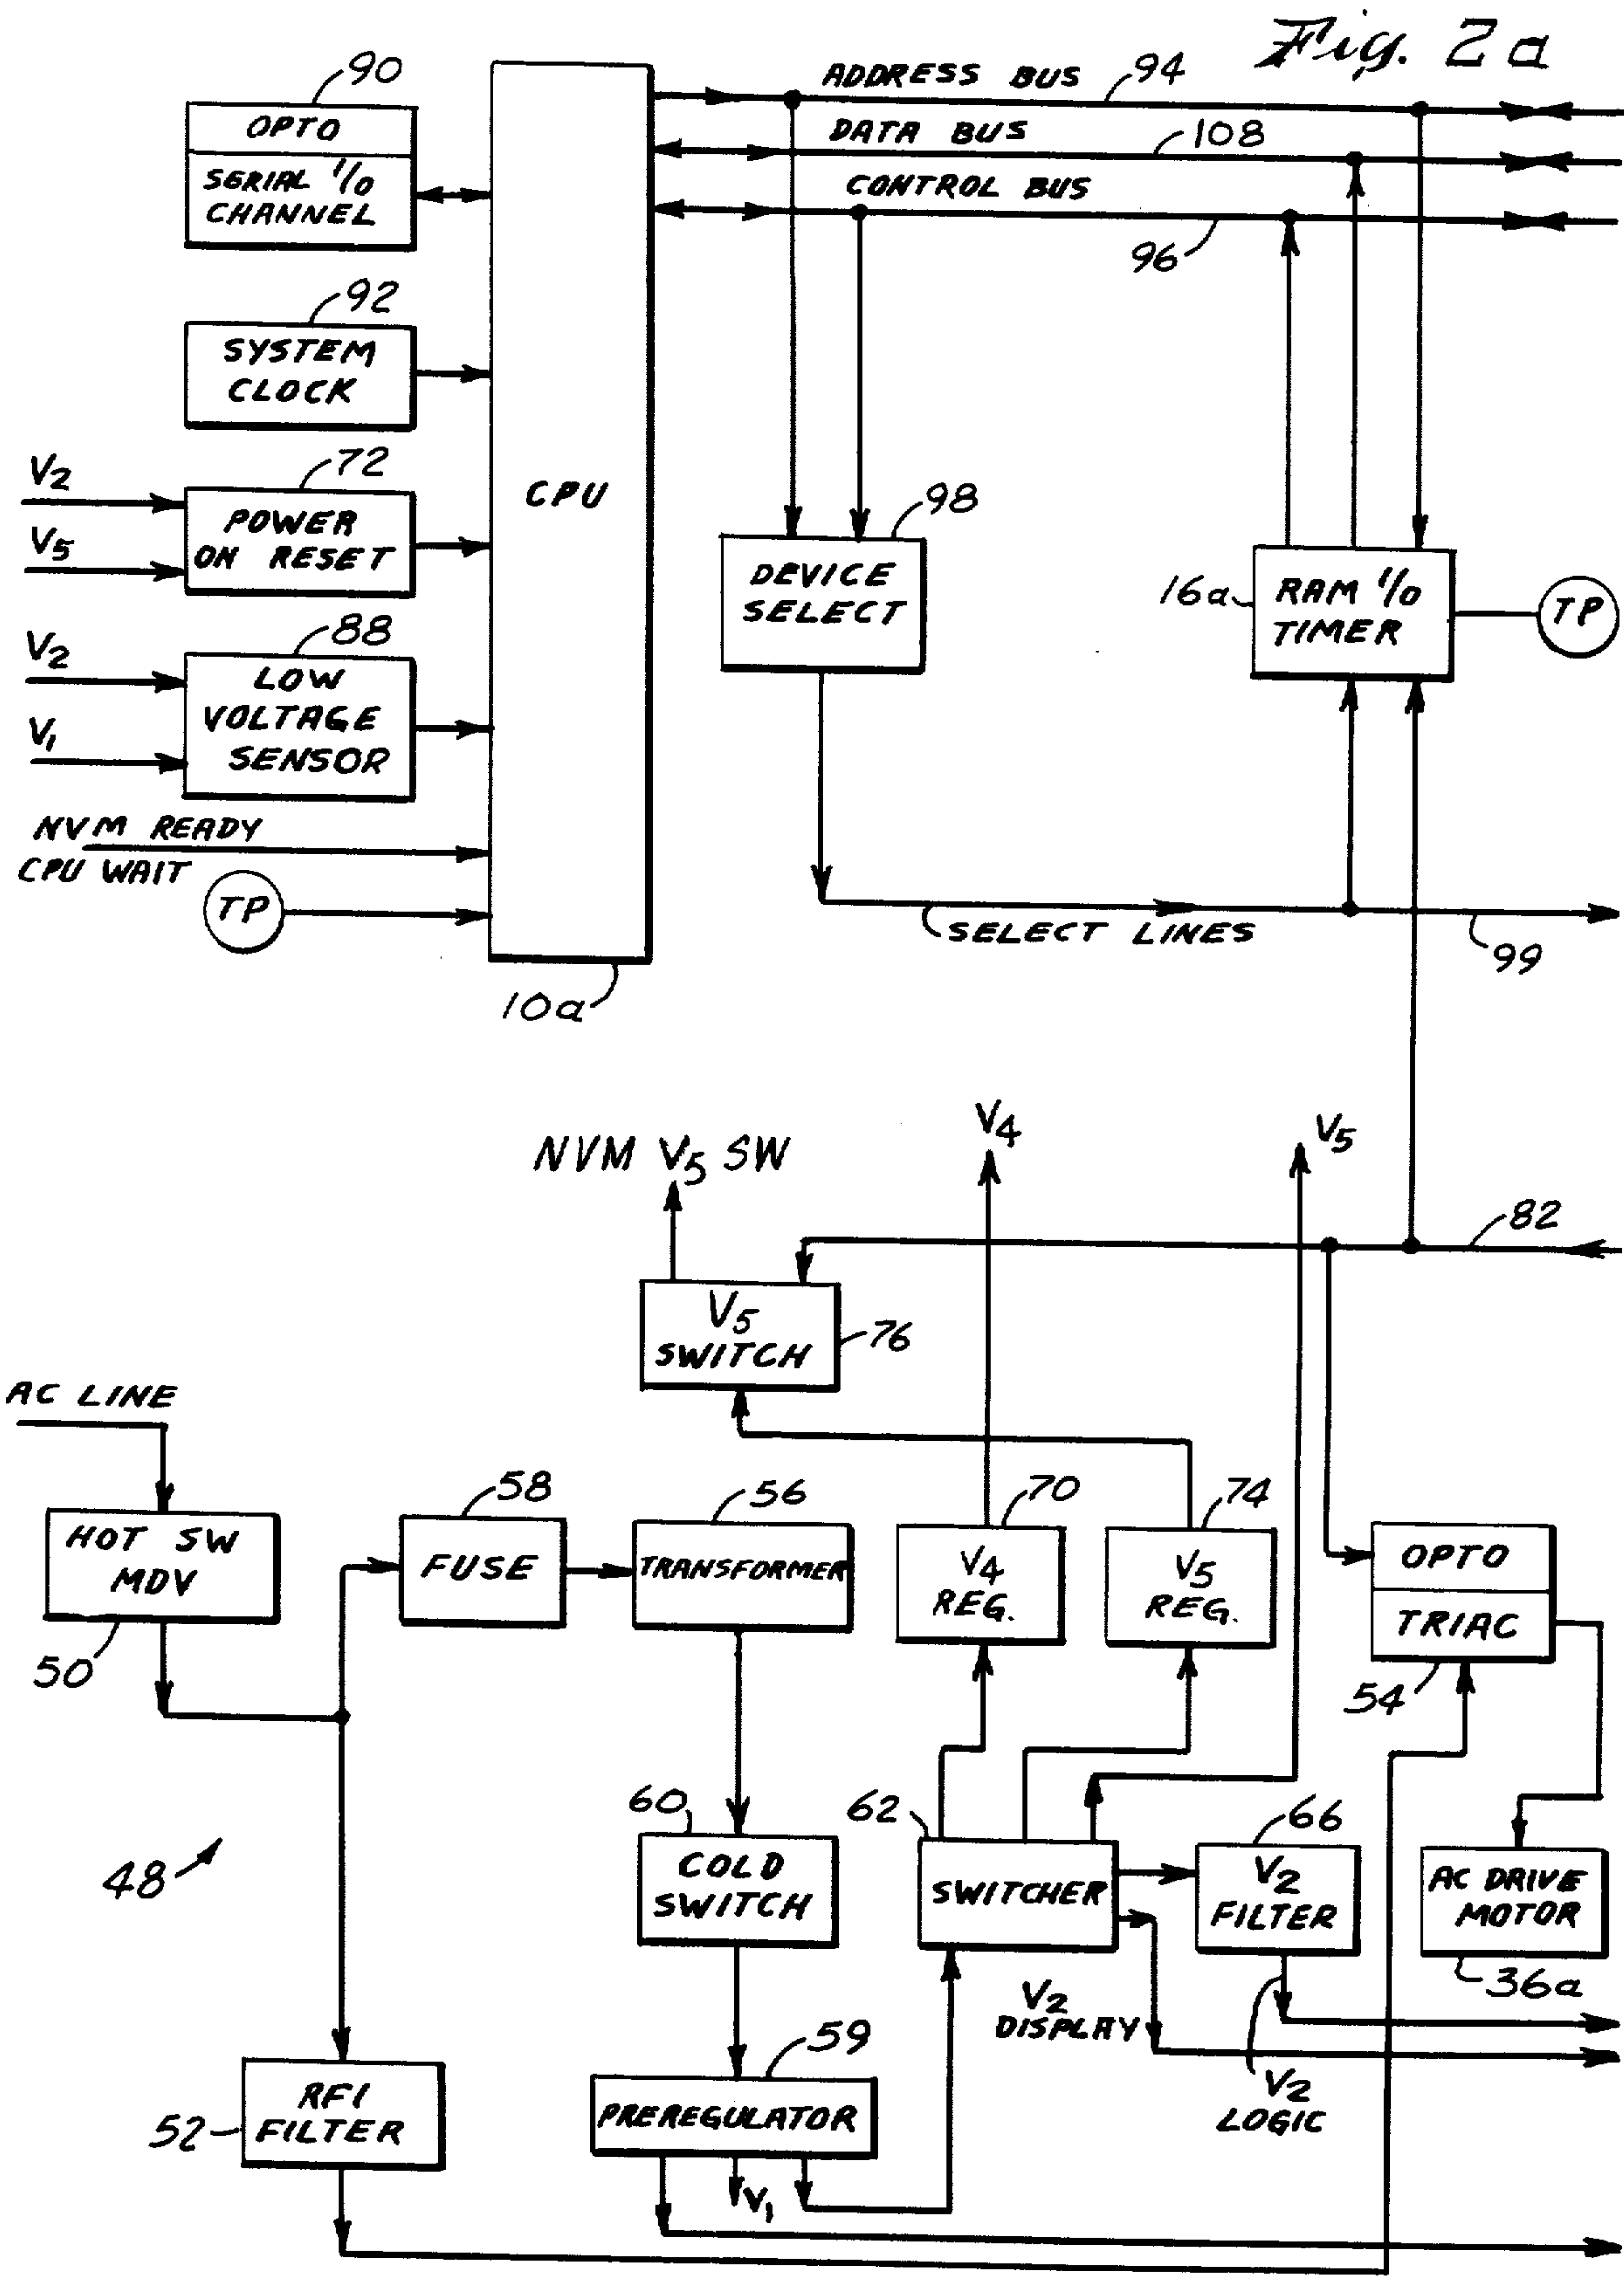 Fig. 2a
90
OPTO
SERIAL I/O
CHANNEL
ADDRESS BUS
94
DATA BUS
108
CONTROL BUS
96
92
SYSTEM
CLOCK
CPU
V2
V5
72
POWER
ON RESET
98
DEVICE
SELECT
16a
RAM I/O
TIMER
TP
V2
V1
88
LOW
VOLTAGE
SENSOR
NVM READY
CPU WAIT
TP
10a
SELECT LINES
99
NVM V5 SW
V4
V5
82
V5
SWITCH
76
AC LINE
HOT SW
MDV
50
58
FUSE
56
TRANSFORMER
70
V4
REG.
74
V5
REG.
OPTO
TRIAC
54
48
60
COLD
SWITCH
62
SWITCHER
66
V2
FILTER
AC DRIVE
MOTOR
36a
V2
DISPLAY
V2
LOGIC
52
RFI
FILTER
59
PREREGULATOR
V1